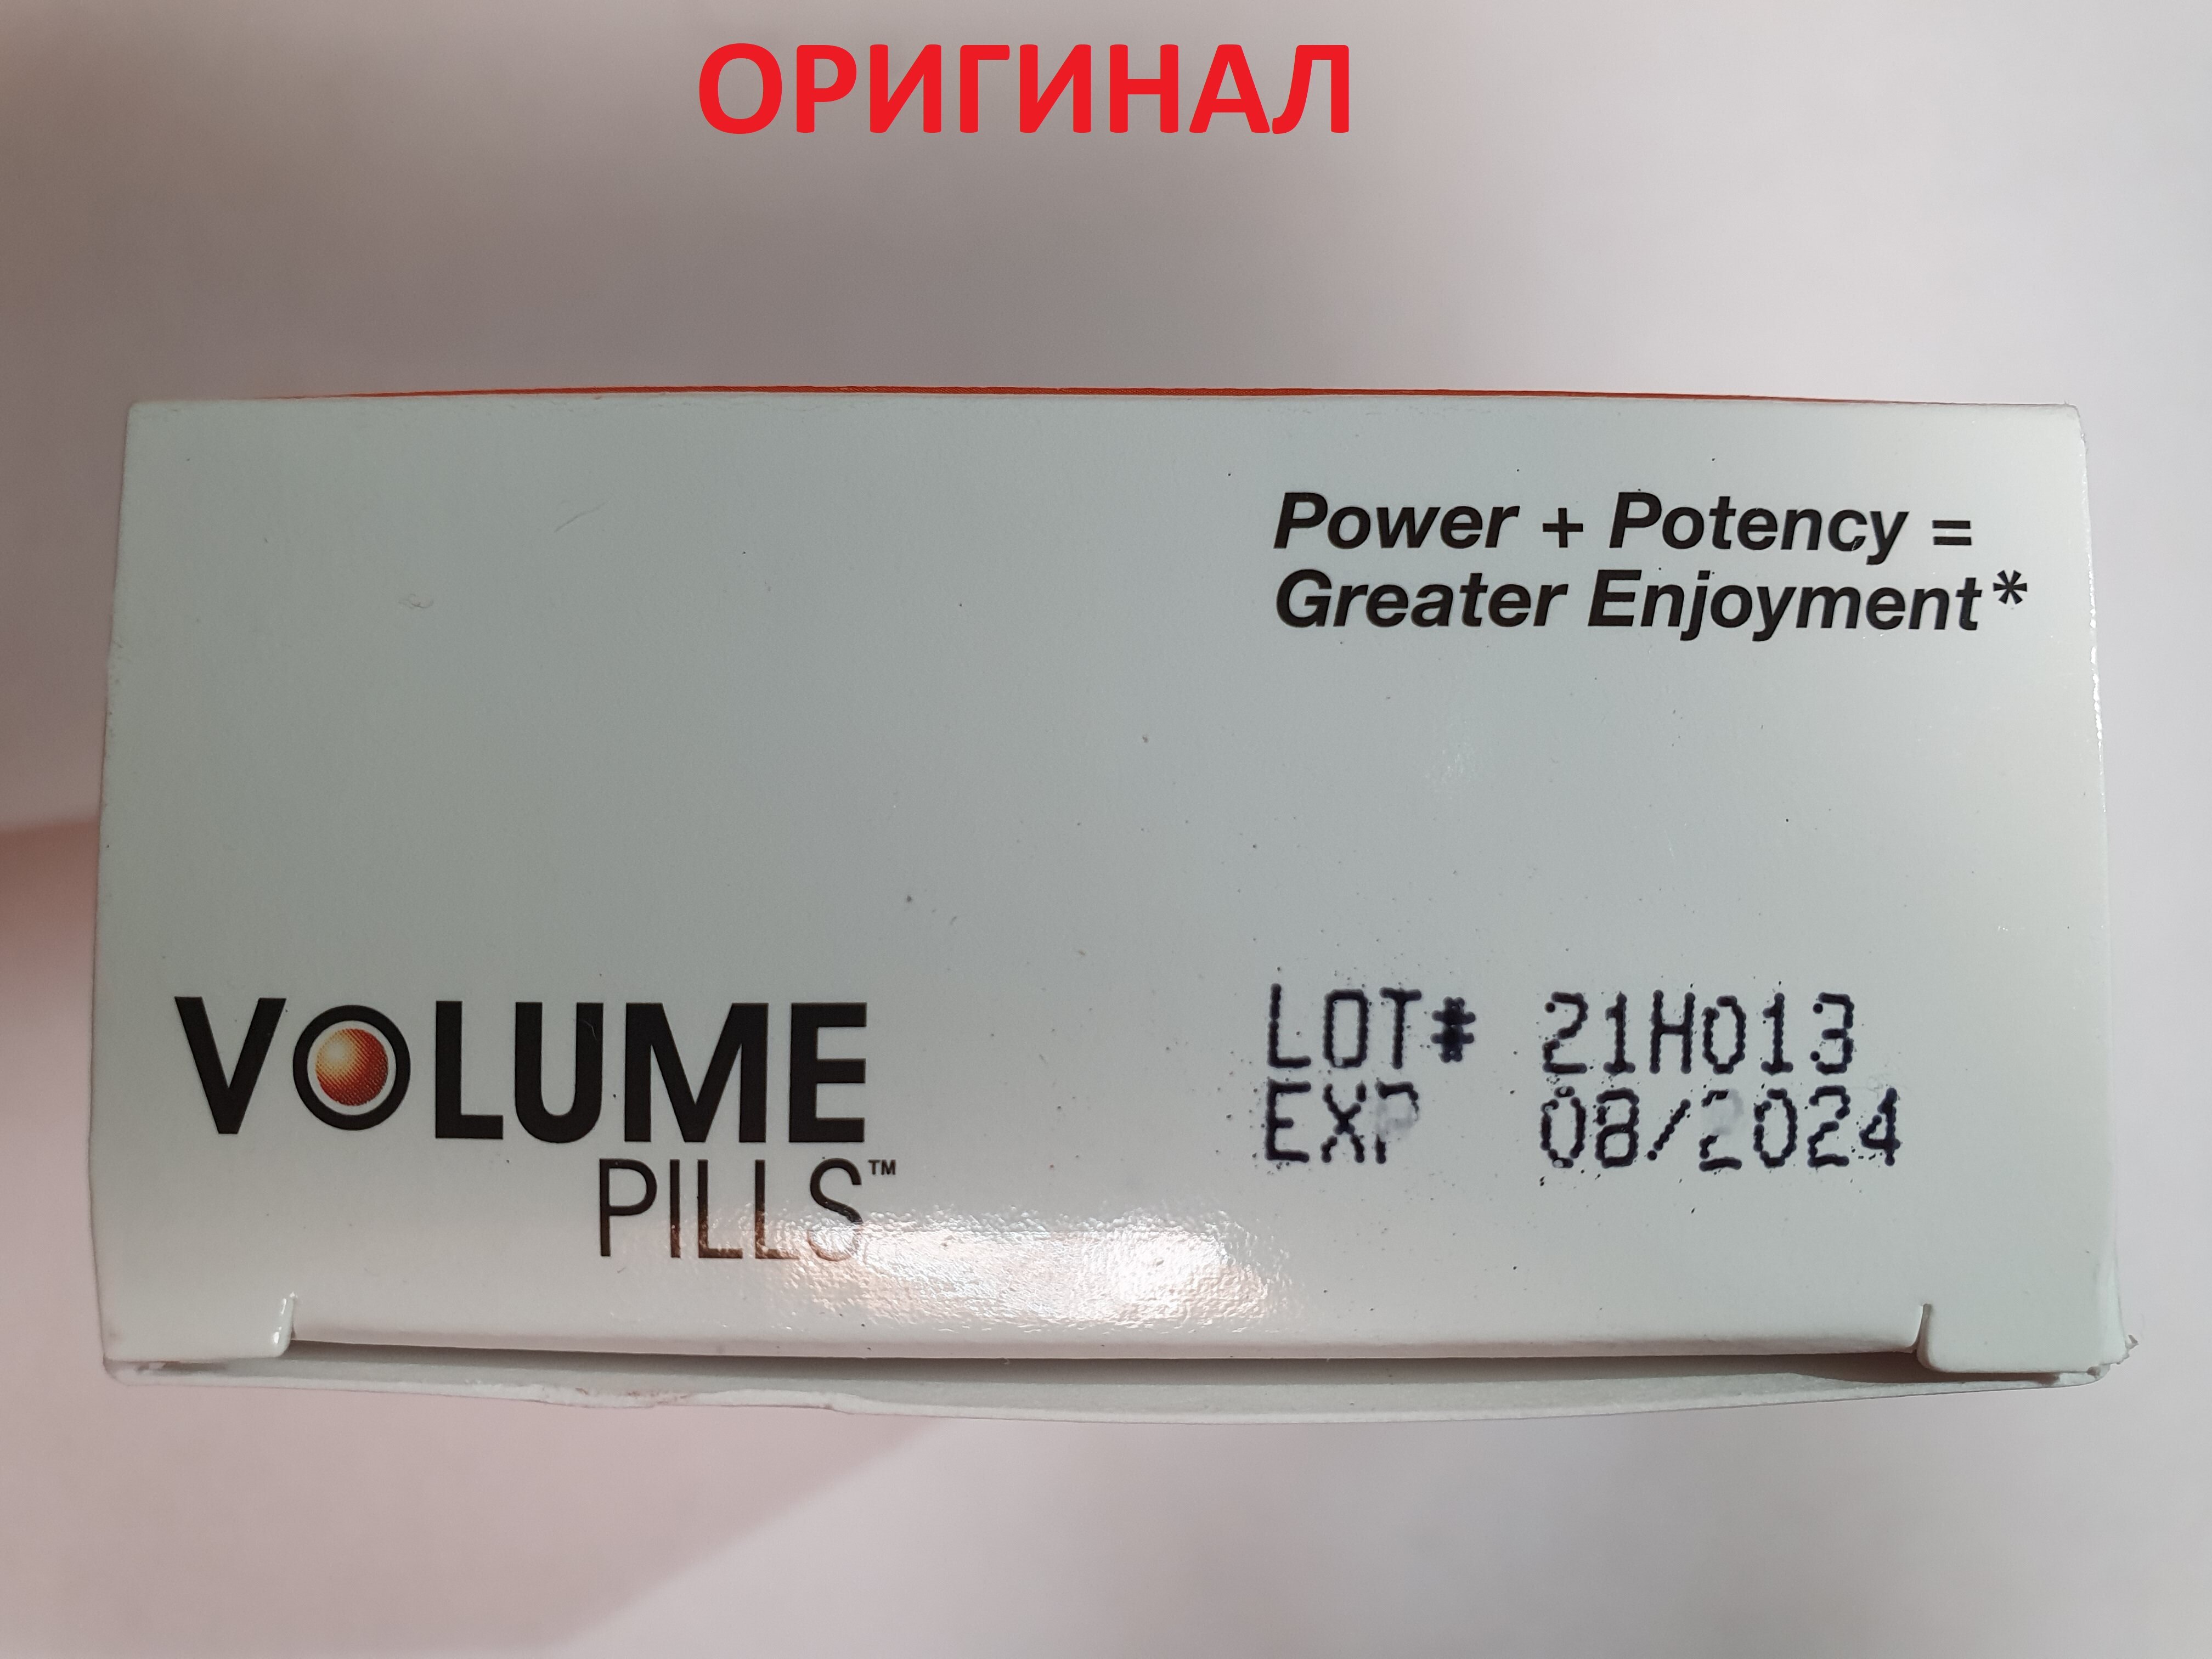 ОРИГИНАЛ
Power + Potency =
Greater Enjoyment*
VOLUME
PILLS™
LOT# 21H013
EXP 08/2024